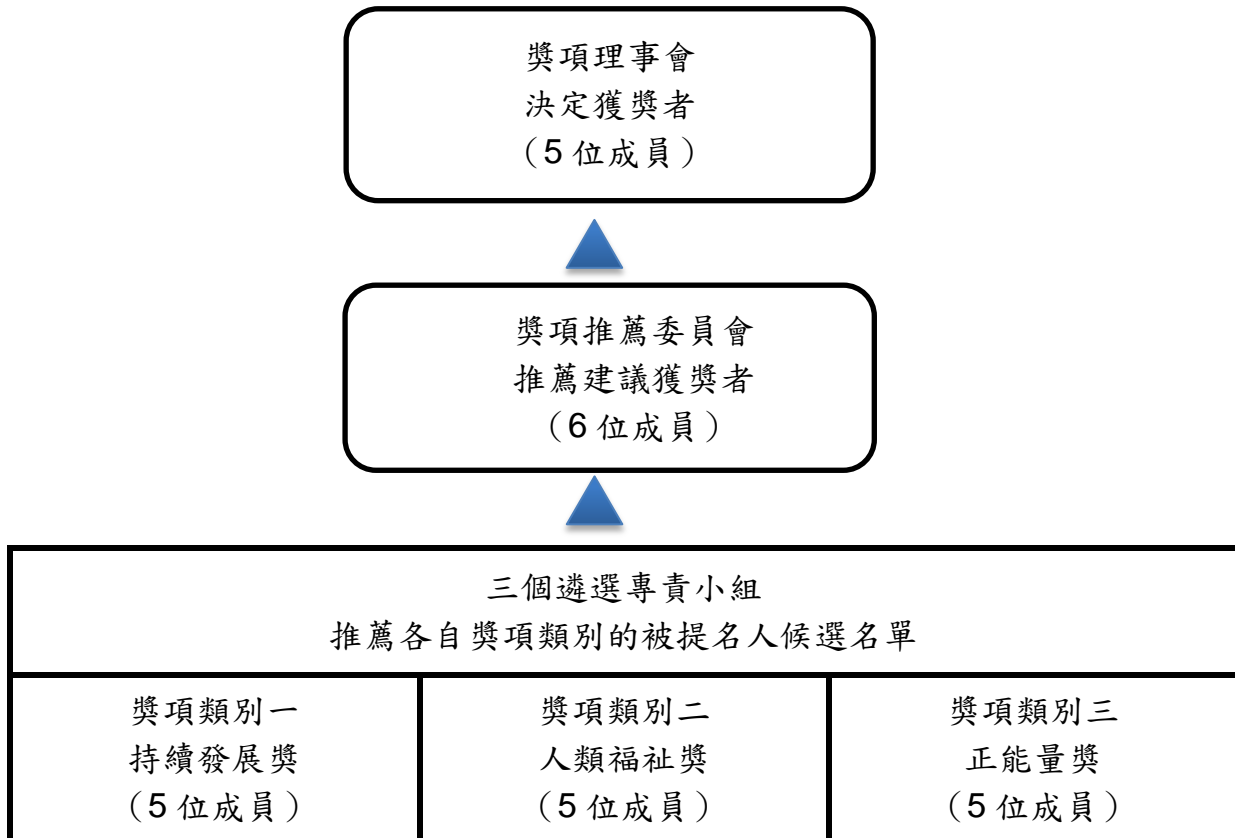 獎項理事會
決定獲獎者
（5 位成員）
獎項推薦委員會
推薦建議獲獎者
（6 位成員）
三個遴選專責小組
推薦各自獎項類別的被提名人候選名單
獎項類別一
持續發展獎
（5 位成員）
獎項類別二
人類福祉獎
（5 位成員）
獎項類別三
正能量獎
（5 位成員）